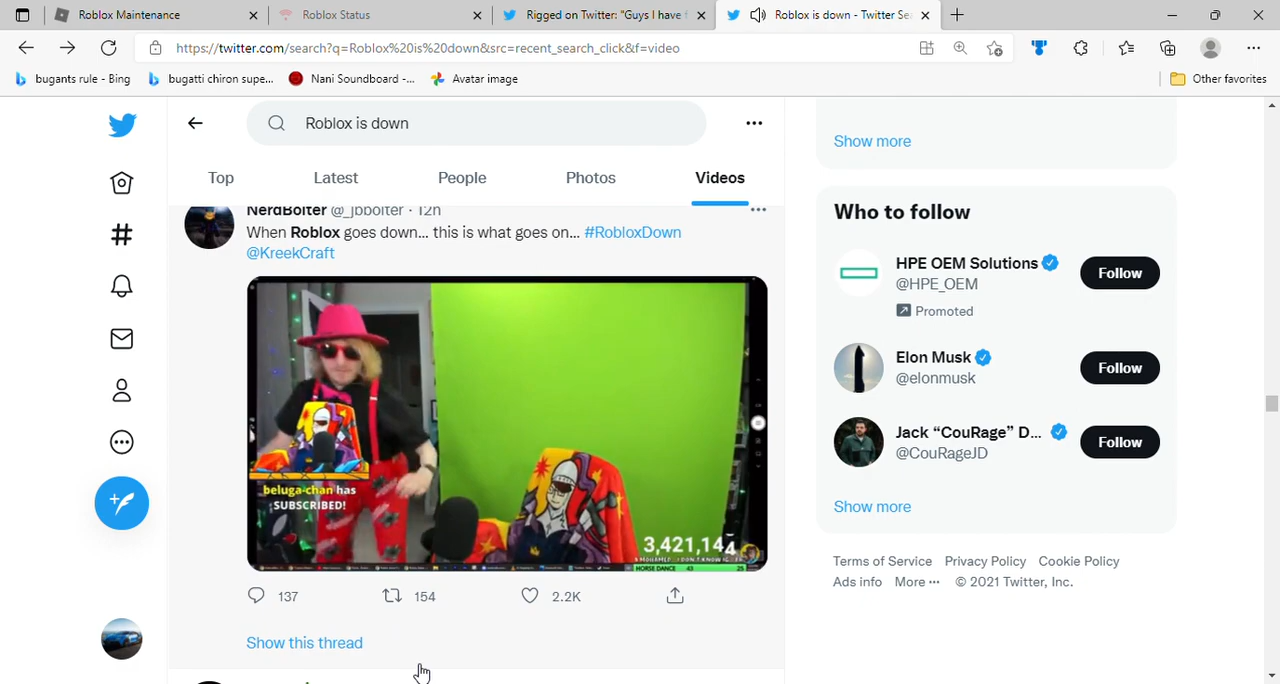 Roblox Maintenance
Roblox Status
Rigged on Twitter: "Guys I have f
Roblox is down - Twitter Sea
https://twitter.com/search?q=Roblox%20is%20down&src=recent_search_click&f=video
bugants rule - Bing
bugatti chiron supe...
Nani Soundboard -...
Avatar image
Other favorites
Roblox is down
Top
Latest
People
Photos
Videos
NerdBolter @_jbbolter · 12h
When Roblox goes down... this is what goes on... #RobloxDown
@KreekCraft
beluga-chan has
SUBSCRIBED!
3,421,144
HORSE DANCE 43 25
137
154
2.2K
Show this thread
Show more
Who to follow
HPE OEM Solutions
@HPE_OEM
Promoted
Follow
Elon Musk
@elonmusk
Follow
Jack “CouRage” D...
@CouRageJD
Follow
Show more
Terms of Service Privacy Policy Cookie Policy
Ads info More ··· © 2021 Twitter, Inc.